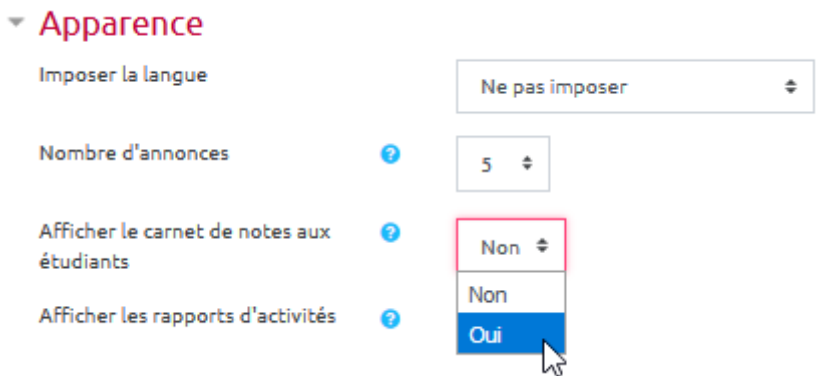 Apparence
Imposer la langue
Ne pas imposer
Nombre d'annonces
5
Afficher le carnet de notes aux
étudiants
Non
Non
Oui
Afficher les rapports d'activités